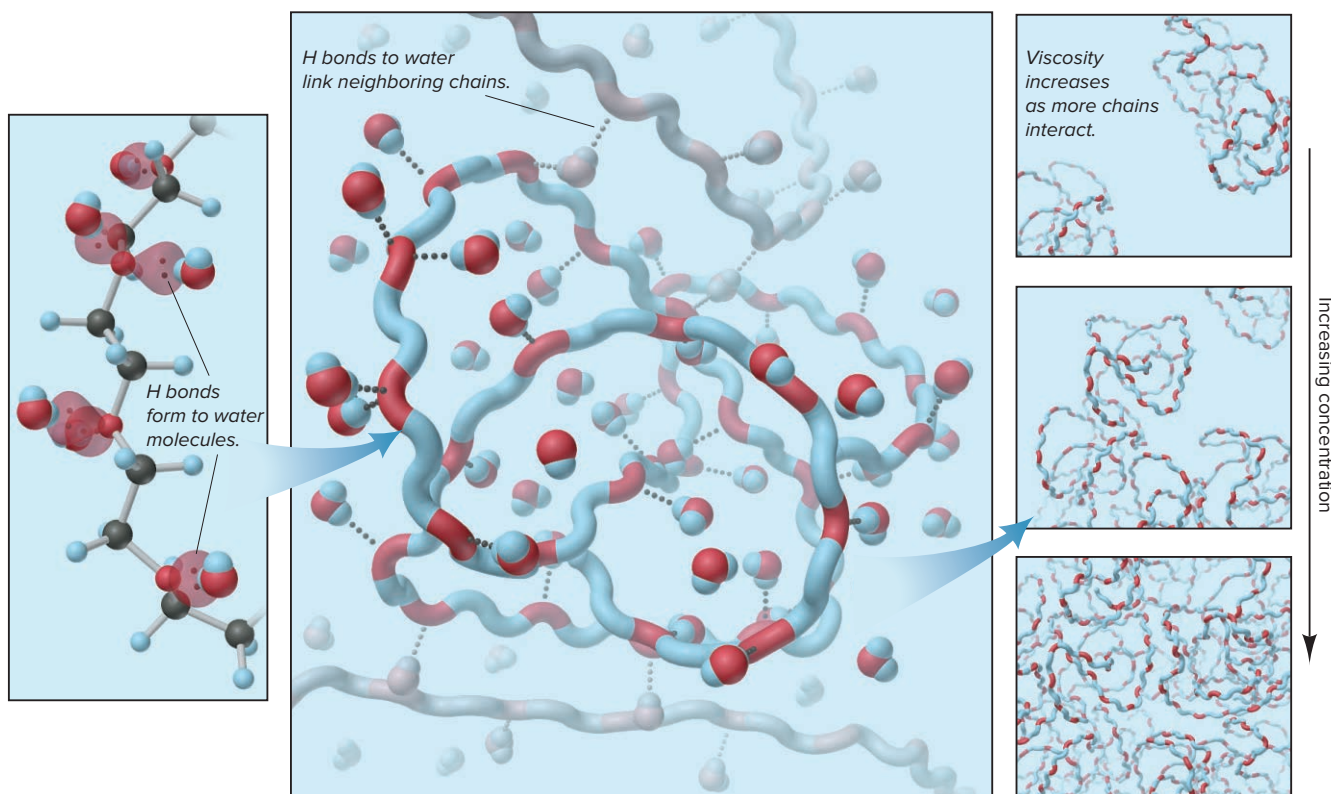 H bonds
form to water
molecules.
H bonds to water
link neighboring chains.
Viscosity
increases
as more chains
interact.
Increasing concentration